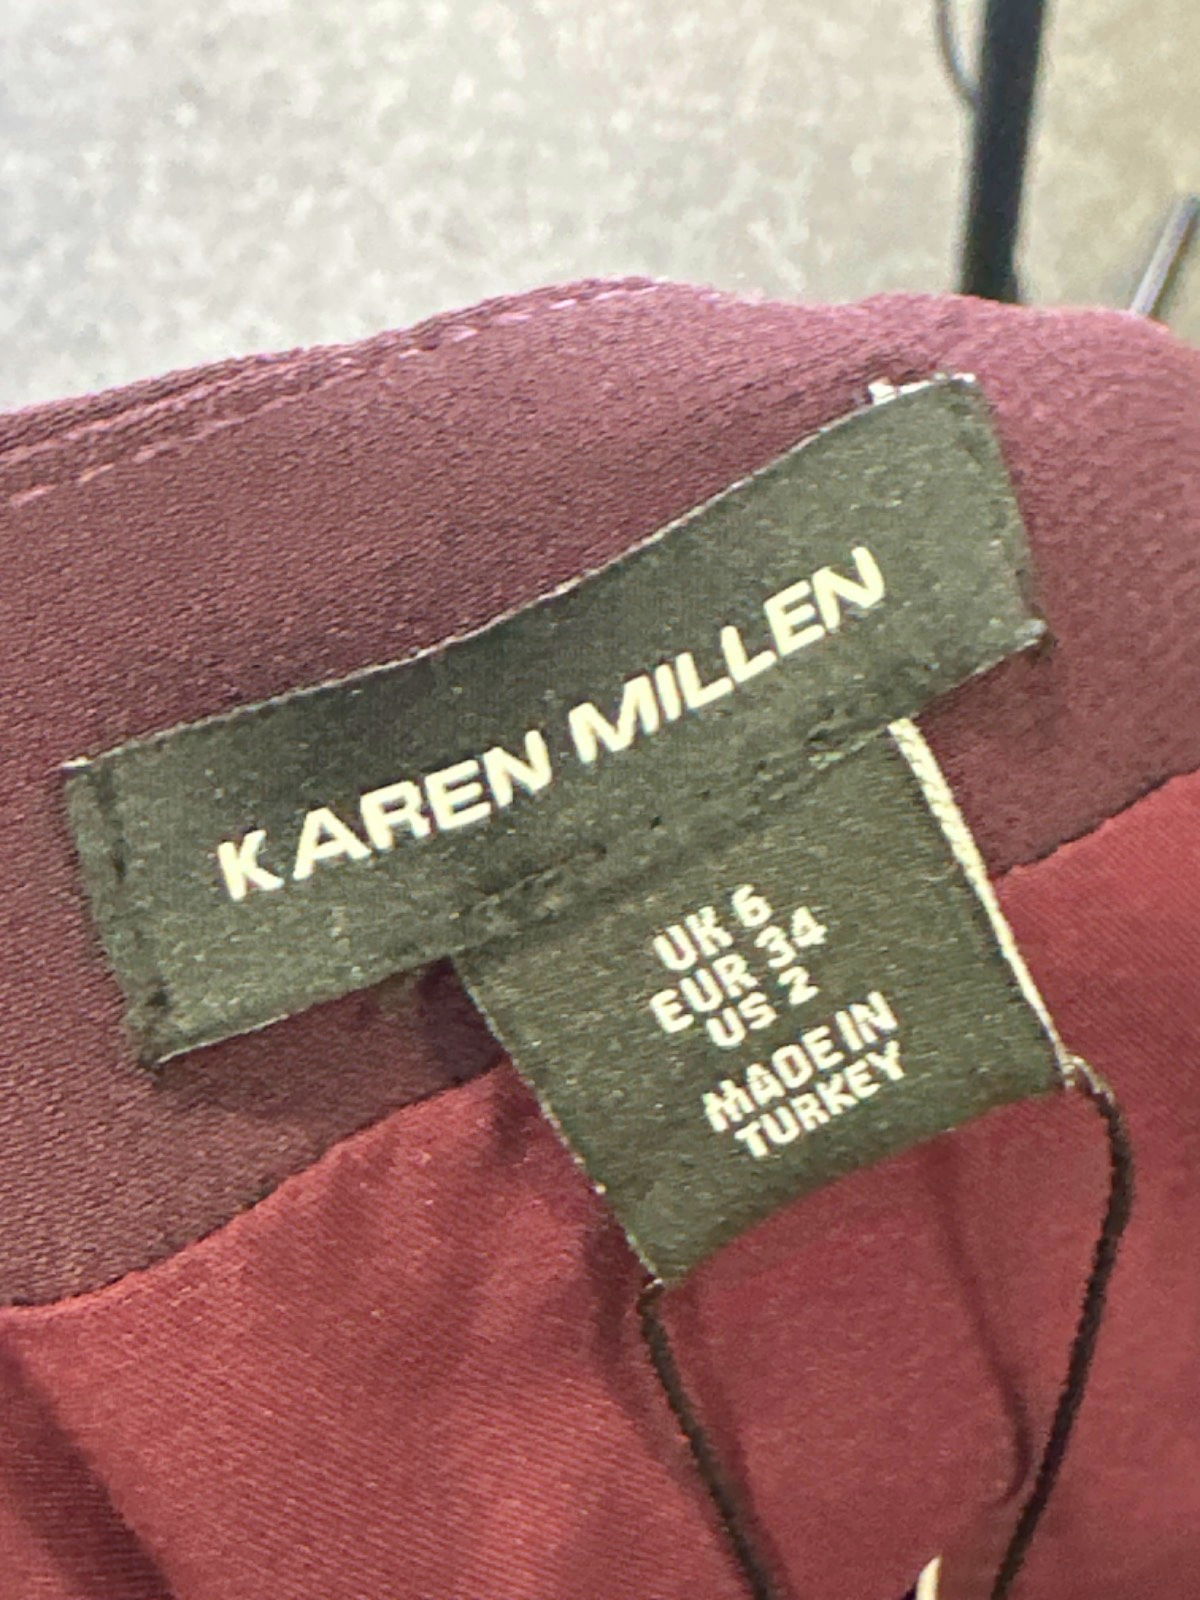 KAREN MILLEN
UK 6
EUR 34
US 2
MADE IN
TURKEY